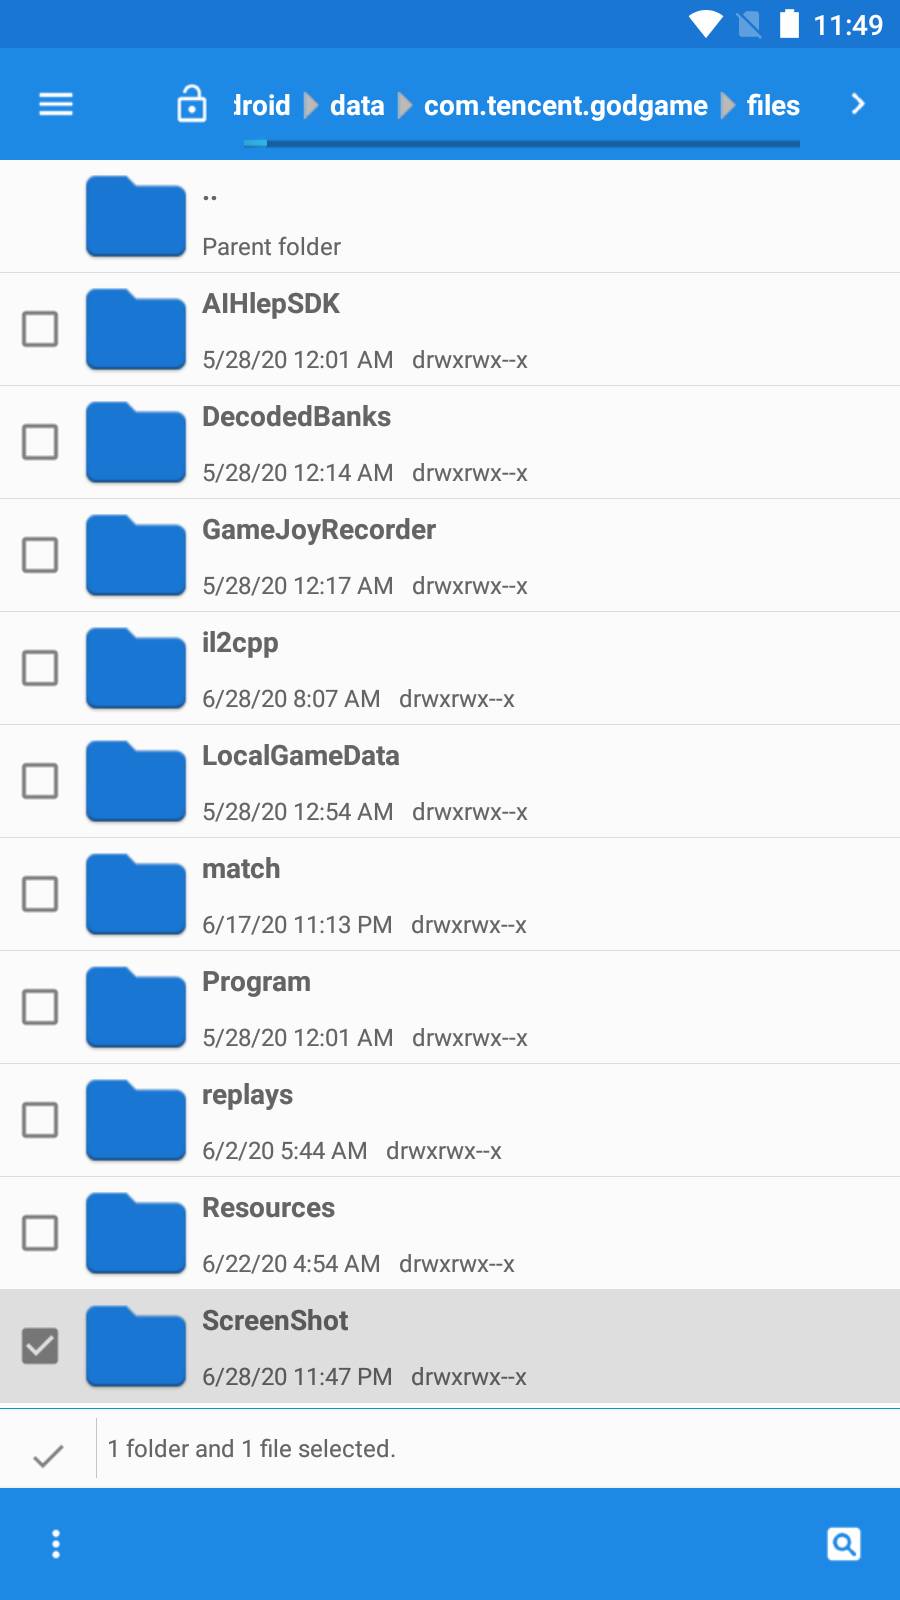 11:49
droid data com.tencent.godgame files
..
Parent folder
AIHlepSDK
5/28/20 12:01 AM drwxrwx--x
DecodedBanks
5/28/20 12:14 AM drwxrwx--x
GameJoyRecorder
5/28/20 12:17 AM drwxrwx--x
il2cpp
6/28/20 8:07 AM drwxrwx--x
LocalGameData
5/28/20 12:54 AM drwxrwx--x
match
6/17/20 11:13 PM drwxrwx--x
Program
5/28/20 12:01 AM drwxrwx--x
replays
6/2/20 5:44 AM drwxrwx--x
Resources
6/22/20 4:54 AM drwxrwx--x
ScreenShot
6/28/20 11:47 PM drwxrwx--x
1 folder and 1 file selected.